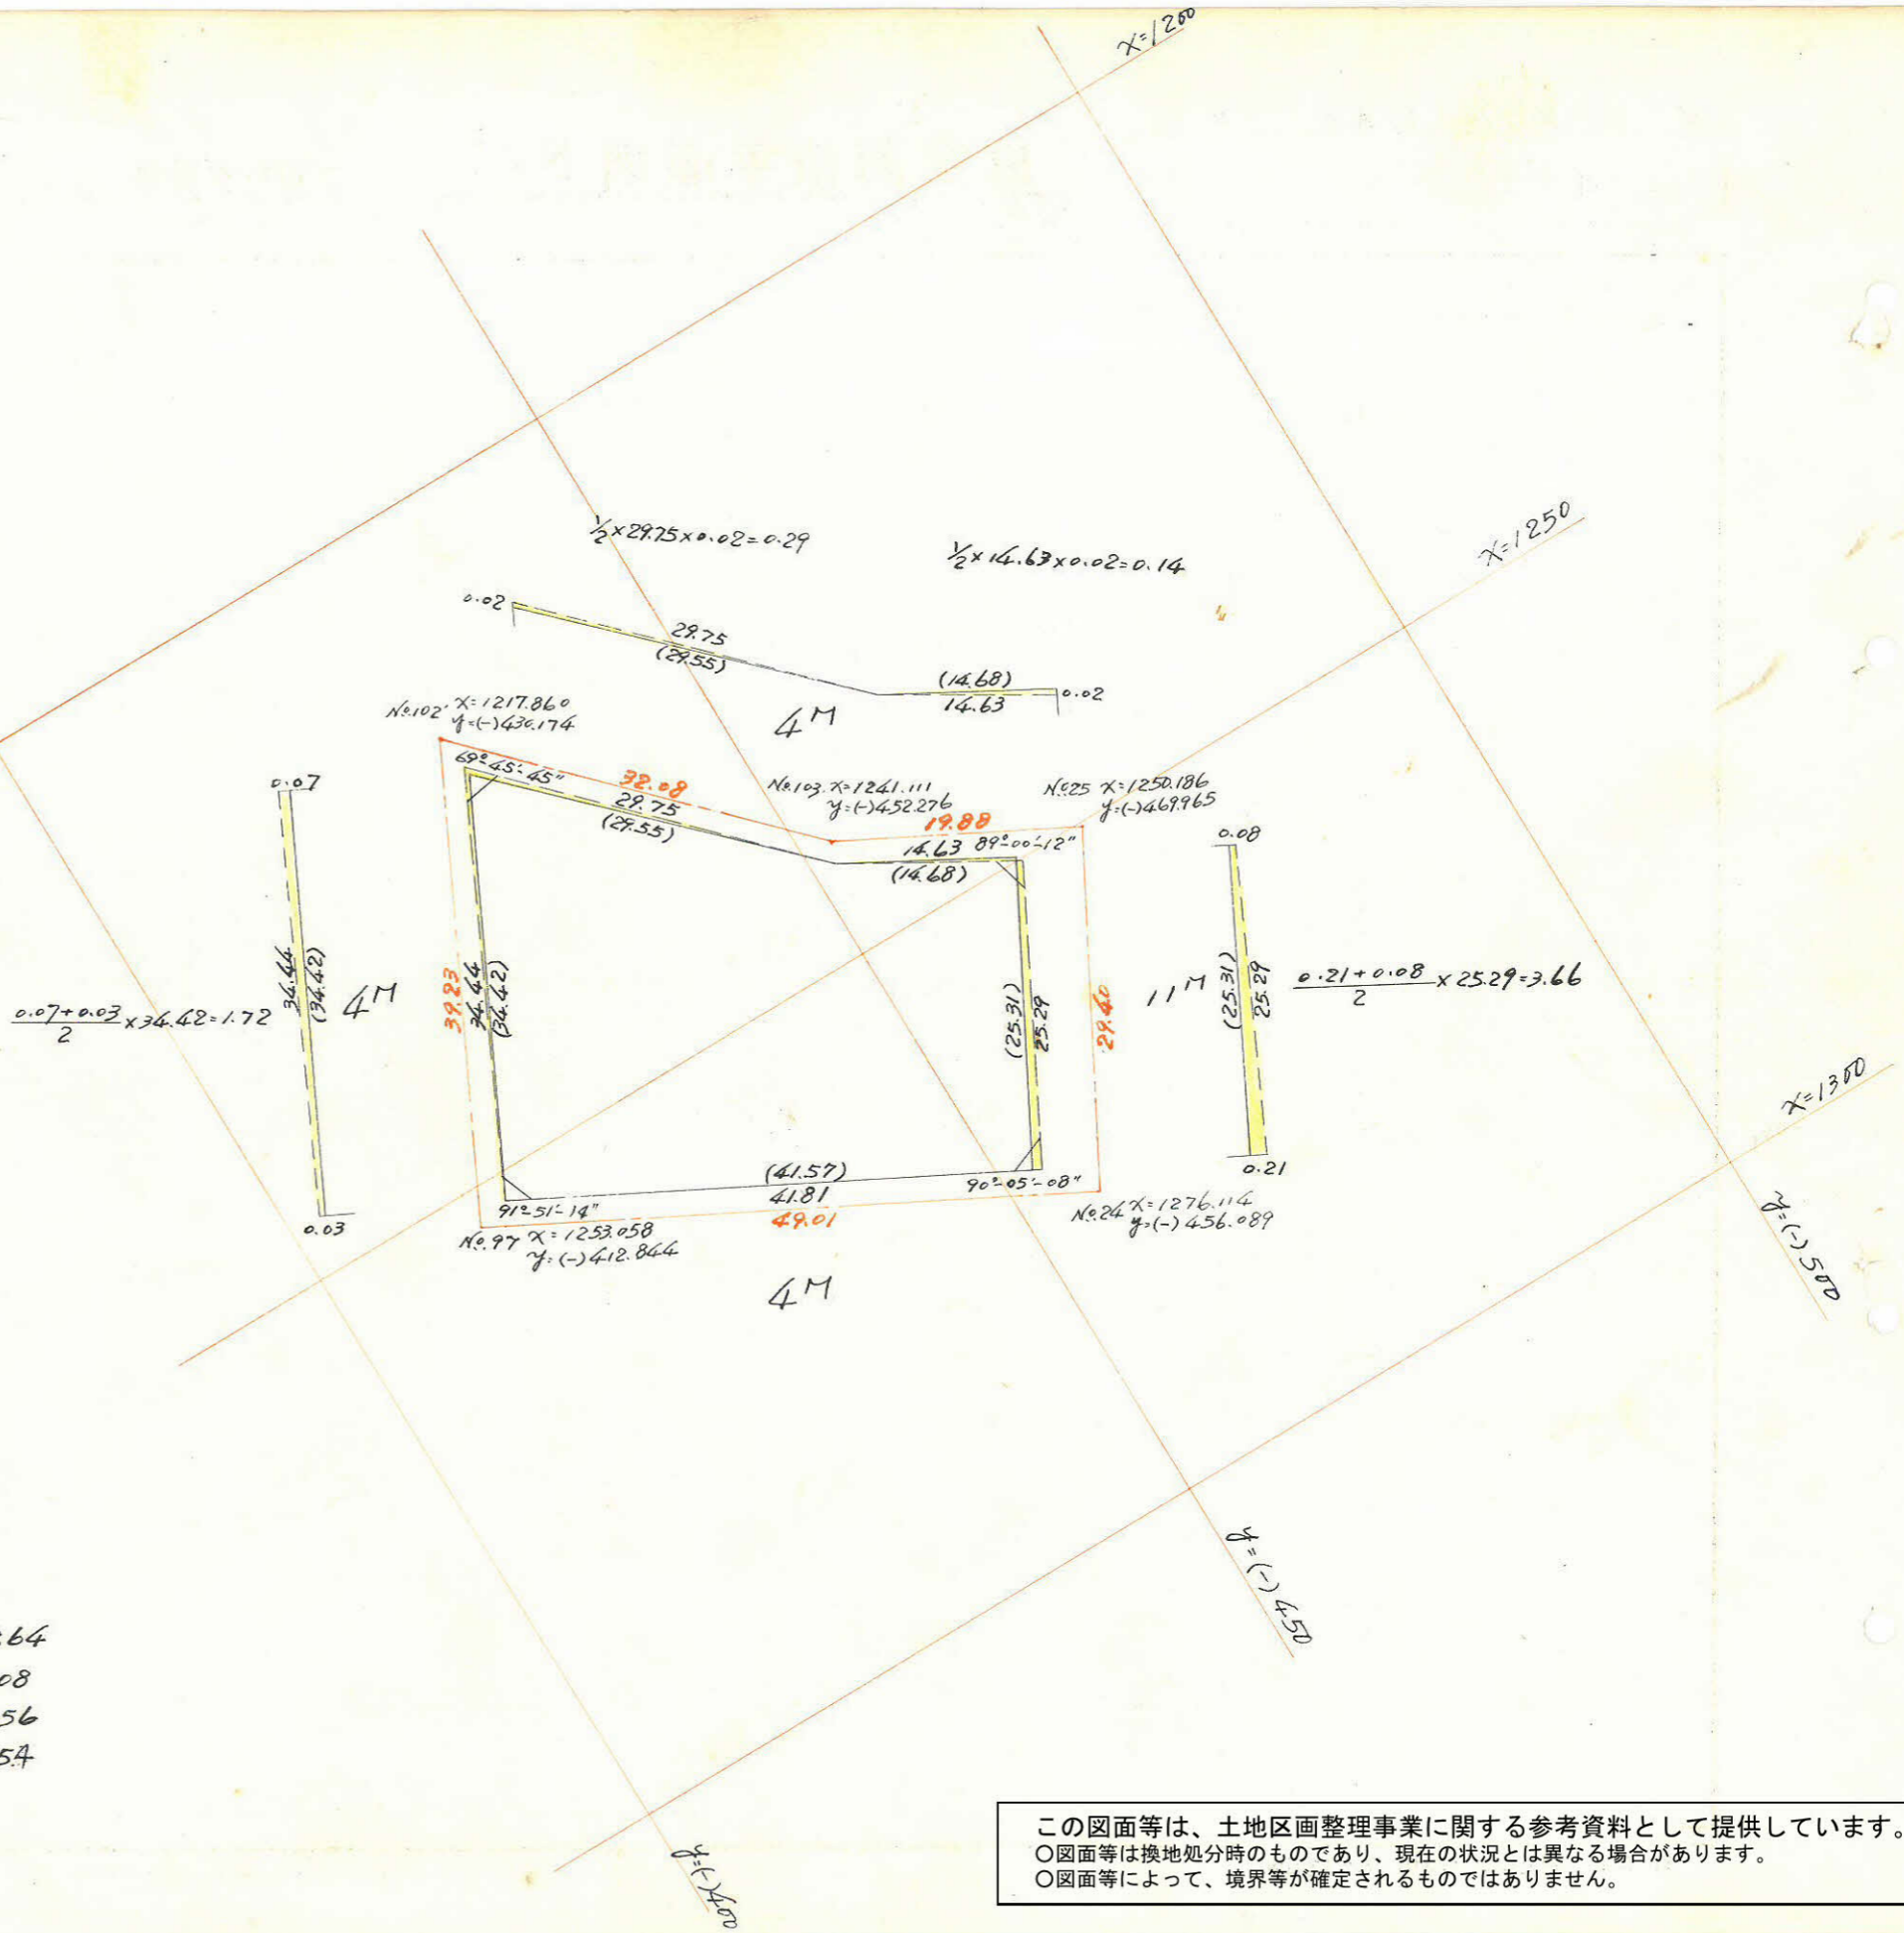 x=1200
½×29.75×0.02=0.29
½×14.63×0.02=0.14
x=1250
0.02
29.75
(29.55)
(14.68)
14.63
0.02
4M
No.102 x=1217.860
y=(-)430.174
69°-45'-45"
32.08
29.75
(29.55)
No.103 x=1241.111
y=(-)452.276
No.25 x=1250.186
y=(-)469.965
19.88
14.63
89°-00'-12"
(14.68)
0.07
34.44
(34.42)
0.03
0.07+0.03
2
×34.42=1.72
4M
39.23
34.44
(34.42)
(25.31)
25.29
29.40
11M
0.08
(25.31)
25.29
0.21
0.21+0.08
2
×25.29=3.66
(41.57)
41.81
49.01
91°-51'-14"
90°-05'-08"
No.97 x=1253.058
y=(-)412.844
No.24 x=1276.114
y=(-)456.089
4M
x=1300
y=(-)500
y=(-)450
y=(-)400
64
08
56
54
この図面等は、土地区画整理事業に関する参考資料として提供しています。
○図面等は換地処分時のものであり、現在の状況とは異なる場合があります。
○図面等によって、境界等が確定されるものではありません。